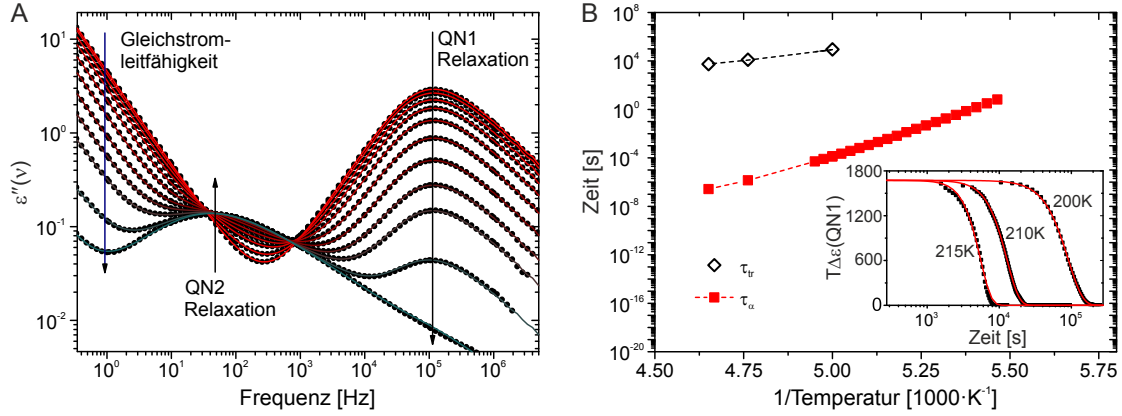 A
Gleichstrom-
leitfähigkeit
QN1
Relaxation
QN2
Relaxation
ε''(ν)
10¹
10⁰
10⁻¹
10⁻²
10⁰ 10¹ 10² 10³ 10⁴ 10⁵ 10⁶
Frequenz [Hz]
B
Zeit [s]
10⁸
10⁴
10⁰
10⁻⁴
10⁻⁸
10⁻¹²
10⁻¹⁶
10⁻²⁰
4.50 4.75 5.00 5.25 5.50 5.75
1/Temperatur [1000·K⁻¹]
τtr
τα
TΔε(QN1)
1800
1200
600
0
200K
210K
215K
10³ 10⁴ 10⁵
Zeit [s]